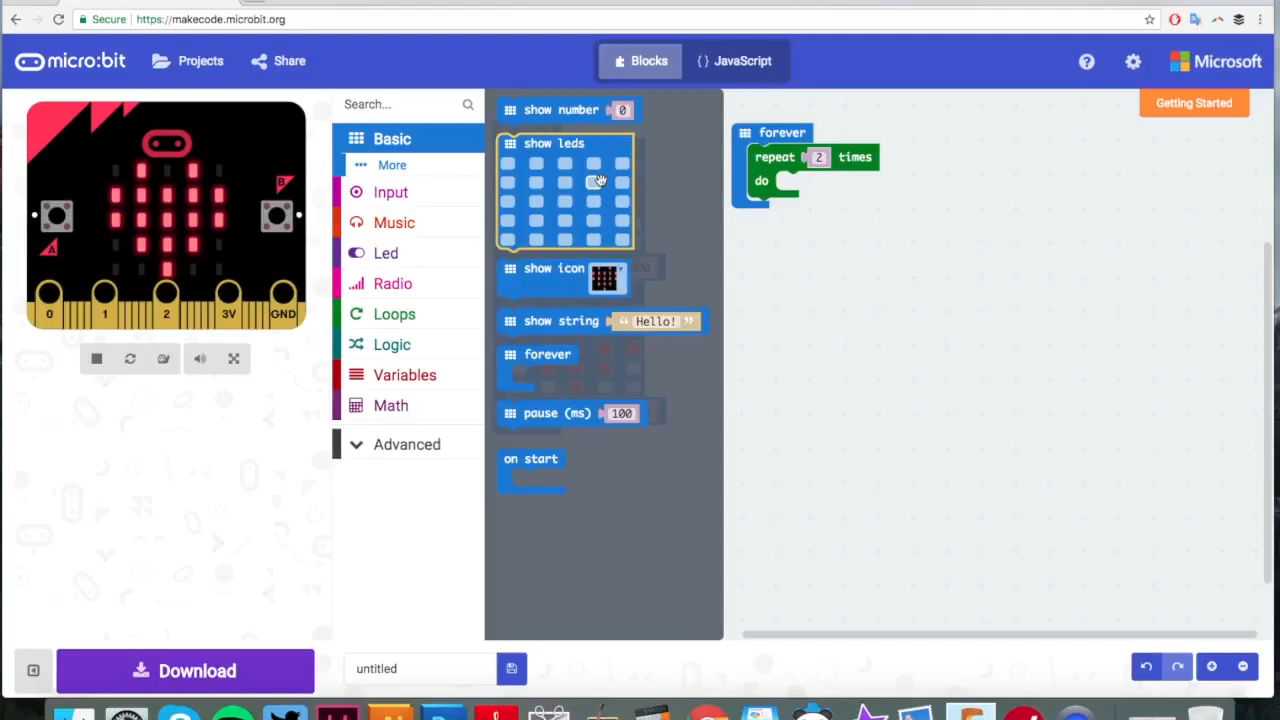 Secure https://makecode.microbit.org
micro:bit Projects Share Blocks {} JavaScript ? Microsoft
Search...
Getting Started
Basic
More
Input
Music
Led
Radio
Loops
Logic
Variables
Math
Advanced
A
B
0 1 2 3V GND
show number 0
show leds
show icon
show string “ Hello! ”
forever
pause (ms) 100
on start
forever
repeat 2 times
do
Download
untitled